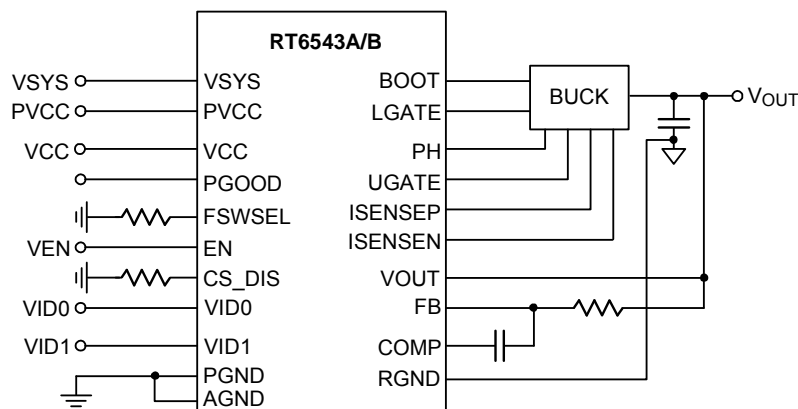 RT6543A/B
VSYS VSYS BOOT
PVCC PVCC LGATE BUCK VOUT
VCC VCC PH
PGOOD UGATE
FSWSEL ISENSEP
VEN EN ISENSEN
CS_DIS VOUT
VID0 VID0 FB
VID1 VID1 COMP
PGND RGND
AGND